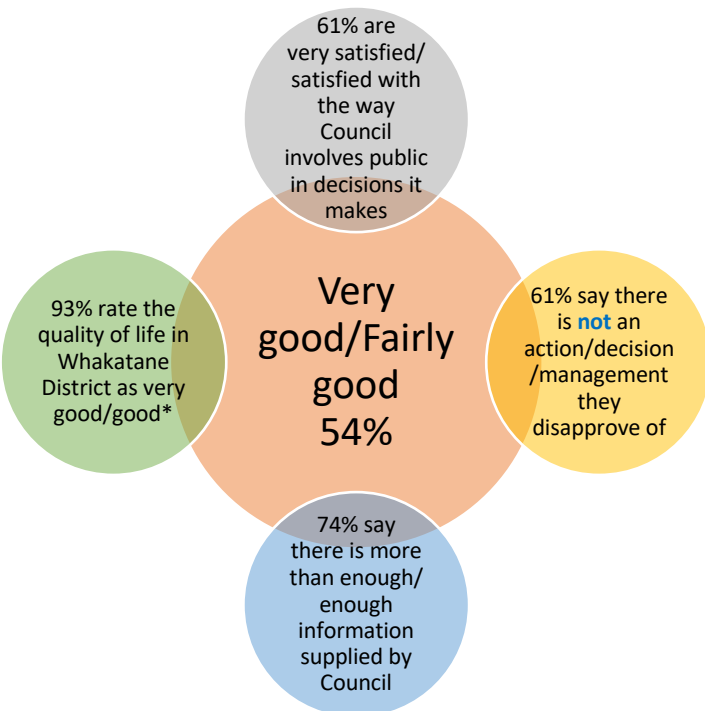 61% are
very satisfied/
satisfied with
the way
Council
involves public
in decisions it
makes
93% rate the
quality of life in
Whakatane
District as very
good/good*
Very
good/Fairly
good
54%
61% say there
is not an
action/decision
/management
they
disapprove of
74% say
there is more
than enough/
enough
information
supplied by
Council